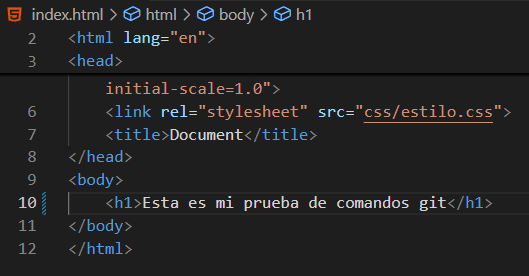 index.html > html > body > h1
2 <html lang="en">
3 <head>
initial-scale=1.0">
6 <link rel="stylesheet" src="css/estilo.css">
7 <title>Document</title>
8 </head>
9 <body>
10 <h1>Esta es mi prueba de comandos git</h1>
11 </body>
12 </html>